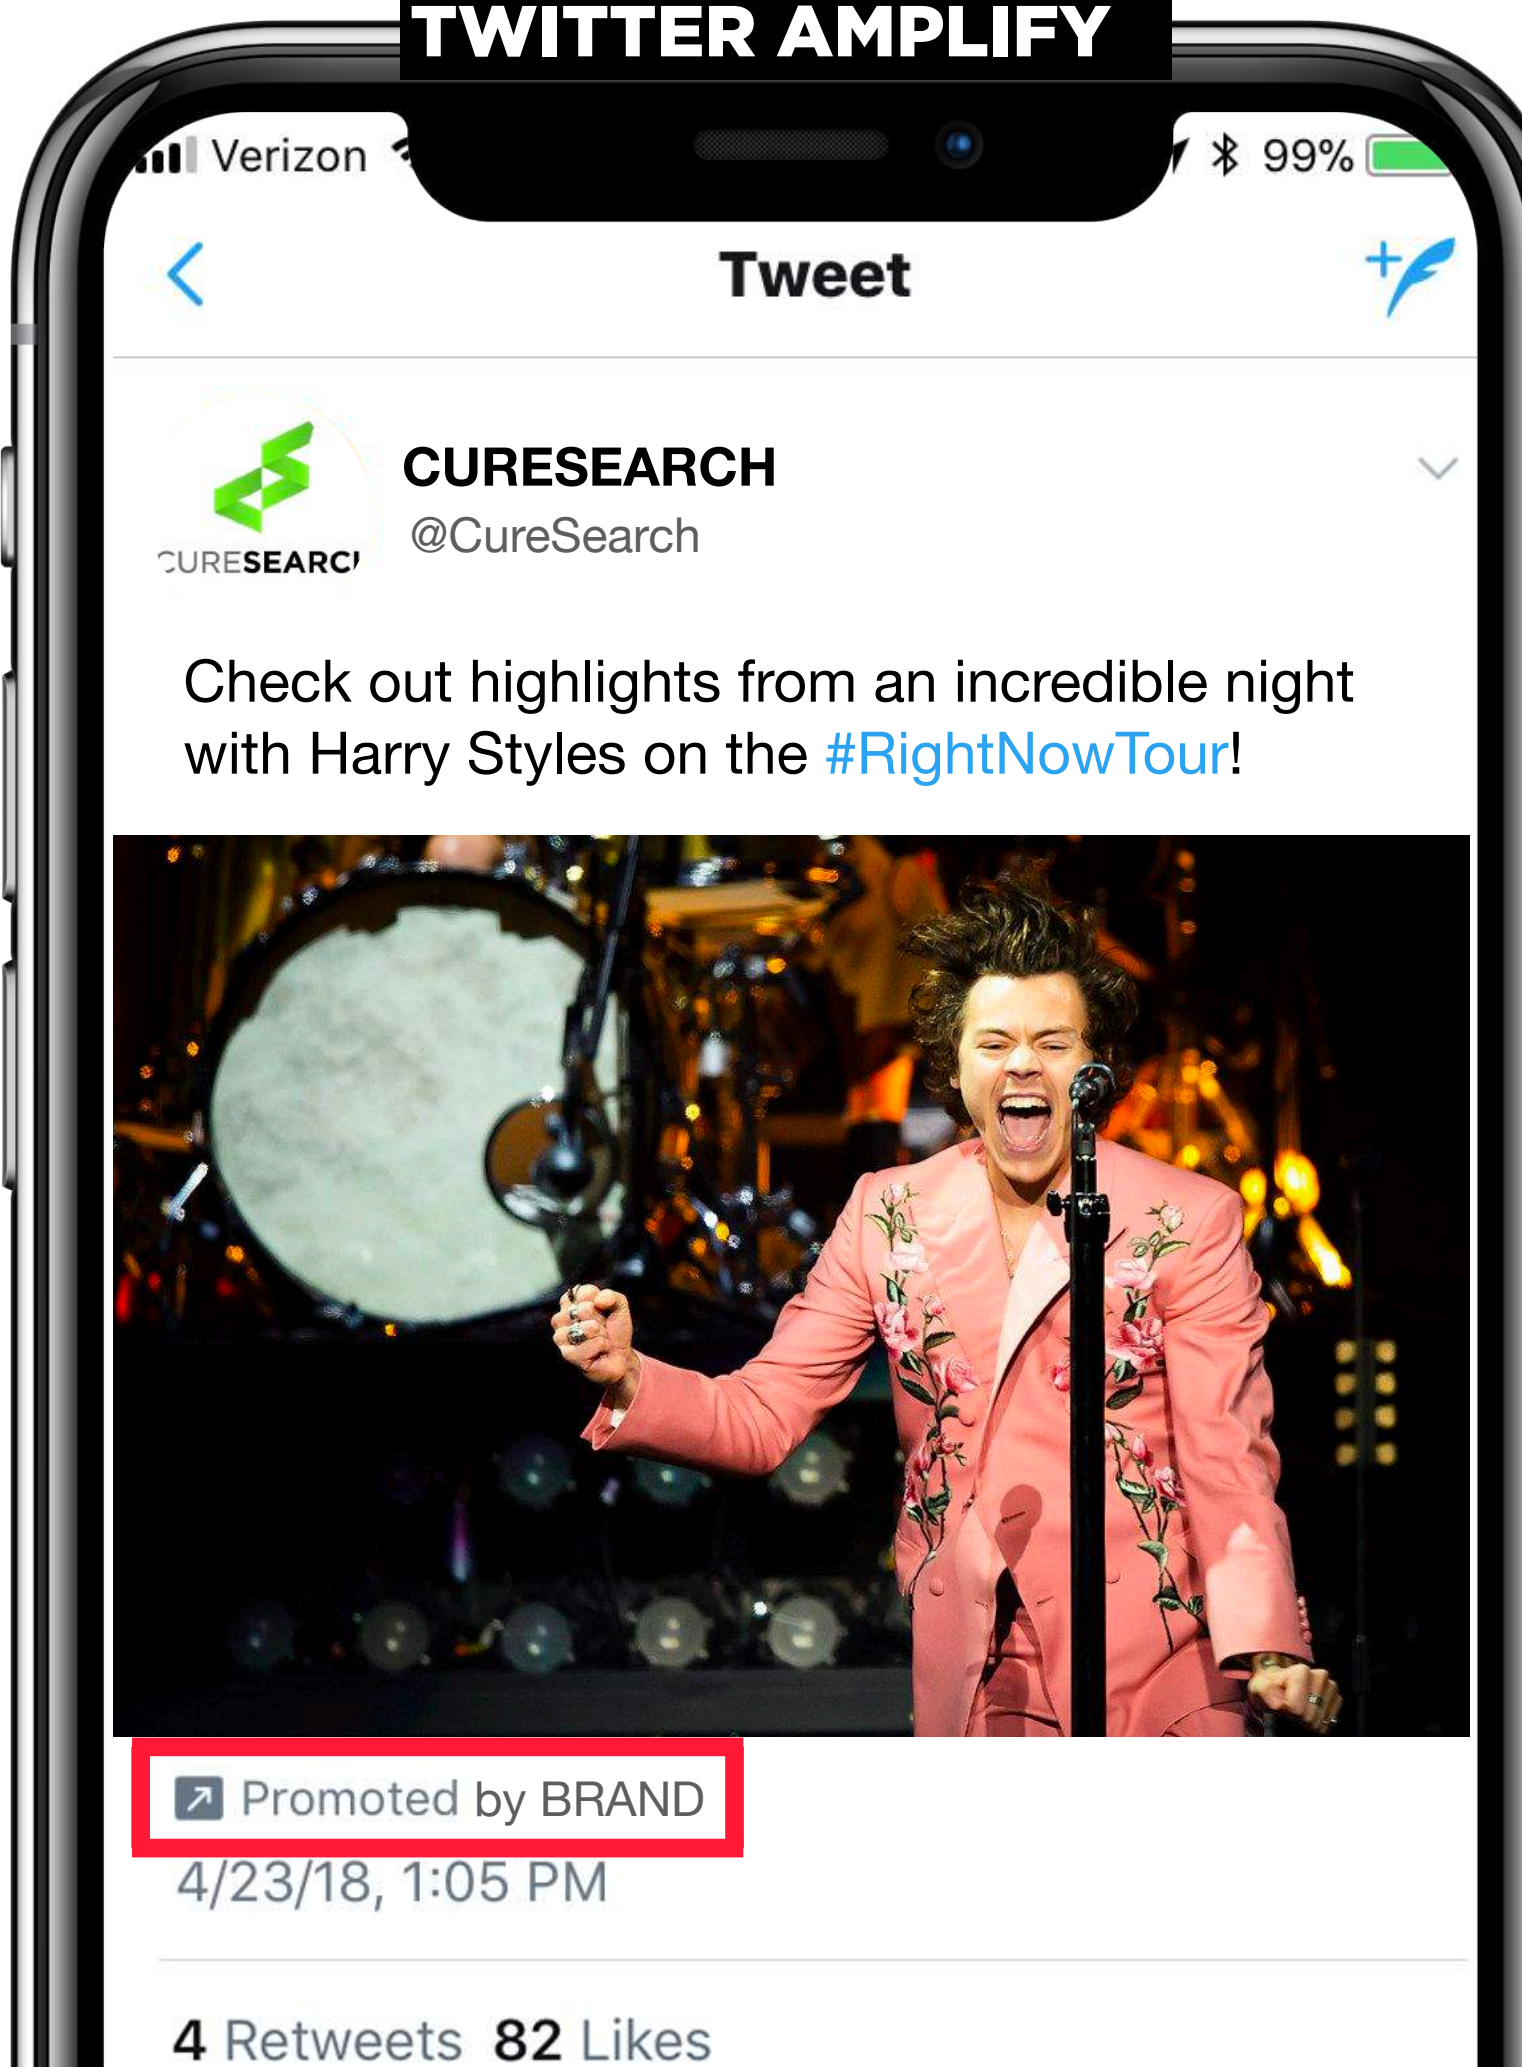 TWITTER AMPLIFY
Verizon 99%
Tweet
CURESEARCH
@CureSearch
CURESEARCH
Check out highlights from an incredible night
with Harry Styles on the #RightNowTour!
Promoted by BRAND
4/23/18, 1:05 PM
4 Retweets 82 Likes